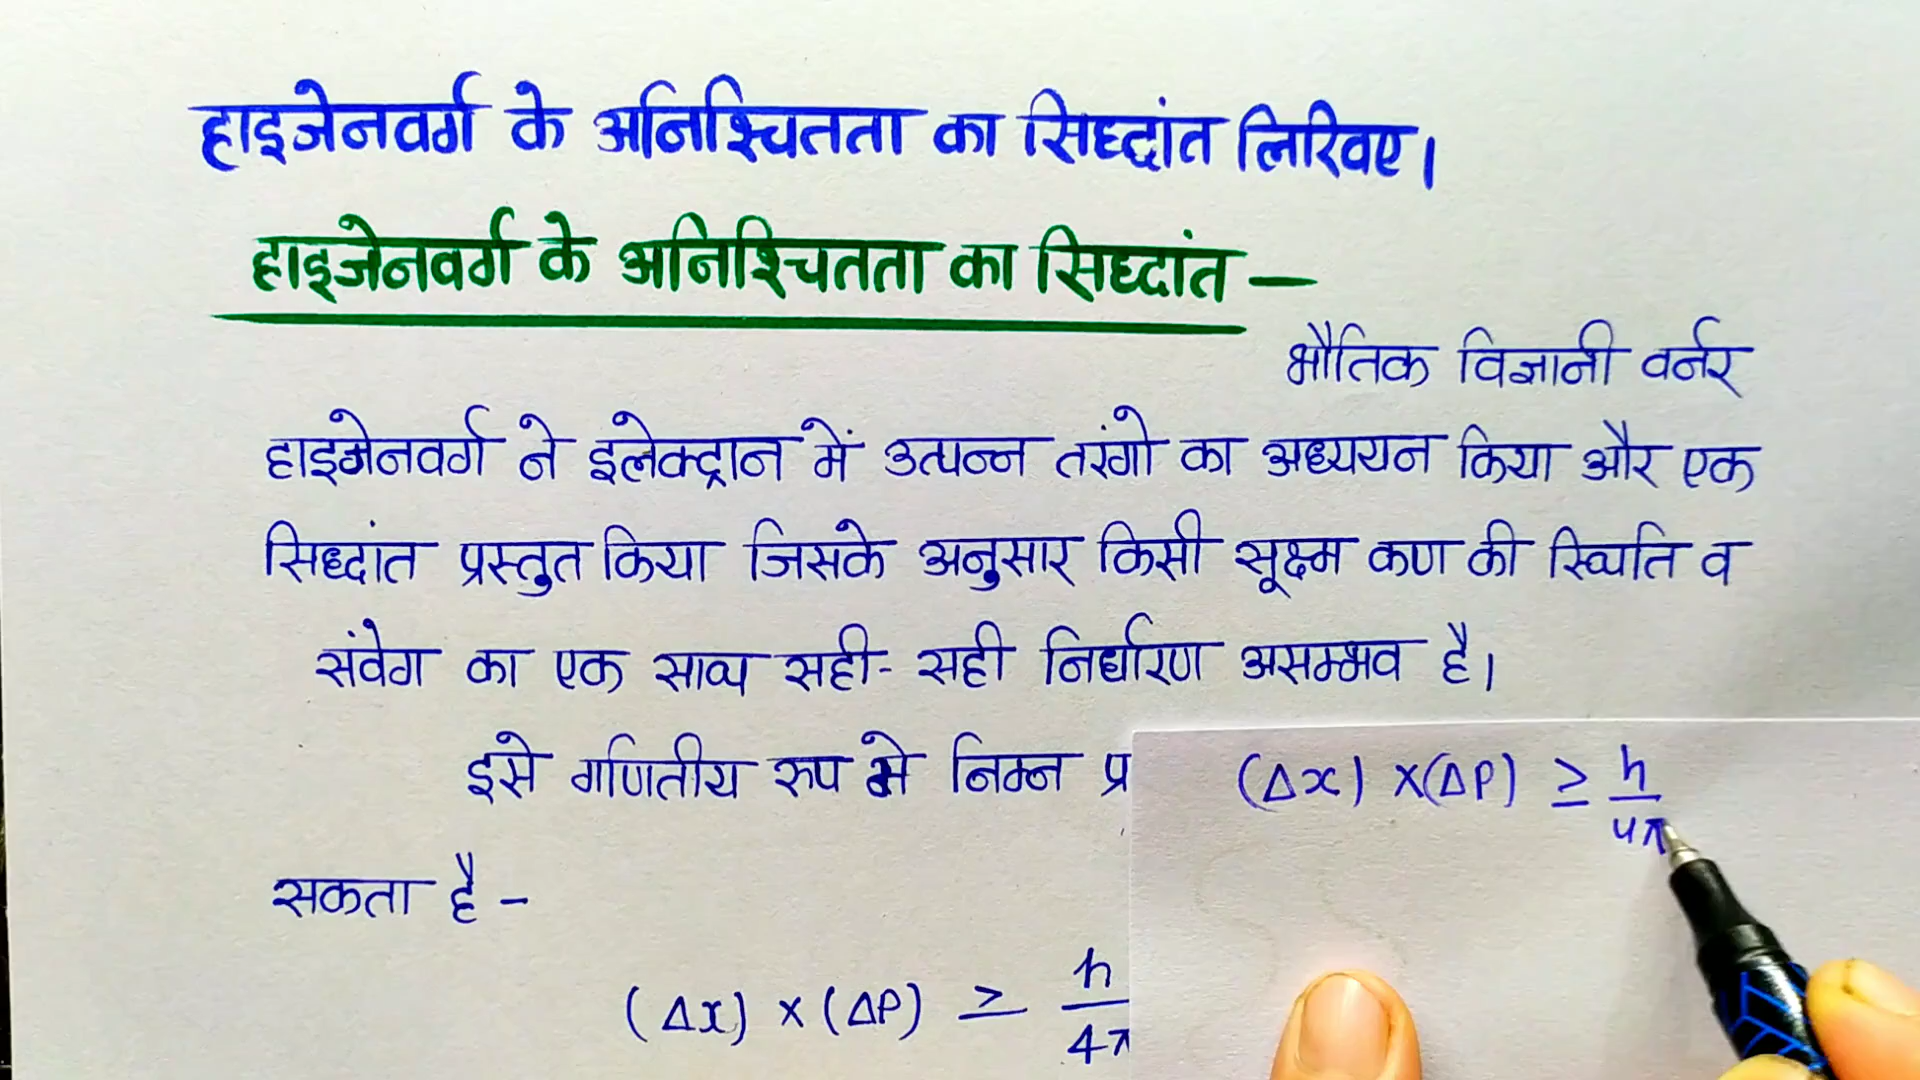 हाइजेनवर्ग के अनिश्चितता का सिध्दांत लिखिए।
हाइजेनवर्ग के अनिश्चितता का सिध्दांत —
भौतिक विज्ञानी वर्नर
हाइजेनवर्ग ने इलेक्ट्रान में उत्पन्न तरंगो का अध्ययन किया और एक
सिध्दांत प्रस्तुत किया जिसके अनुसार किसी सूक्ष्म कण की स्थिति व
संवेग का एक साथ सही- सही निर्धारण असम्भव है।
इसे गणितीय रूप से निम्न प्र
(Δx) ×(ΔP) ≥ h/4π
सकता है -
(Δx) × (ΔP) ≥ h/4π